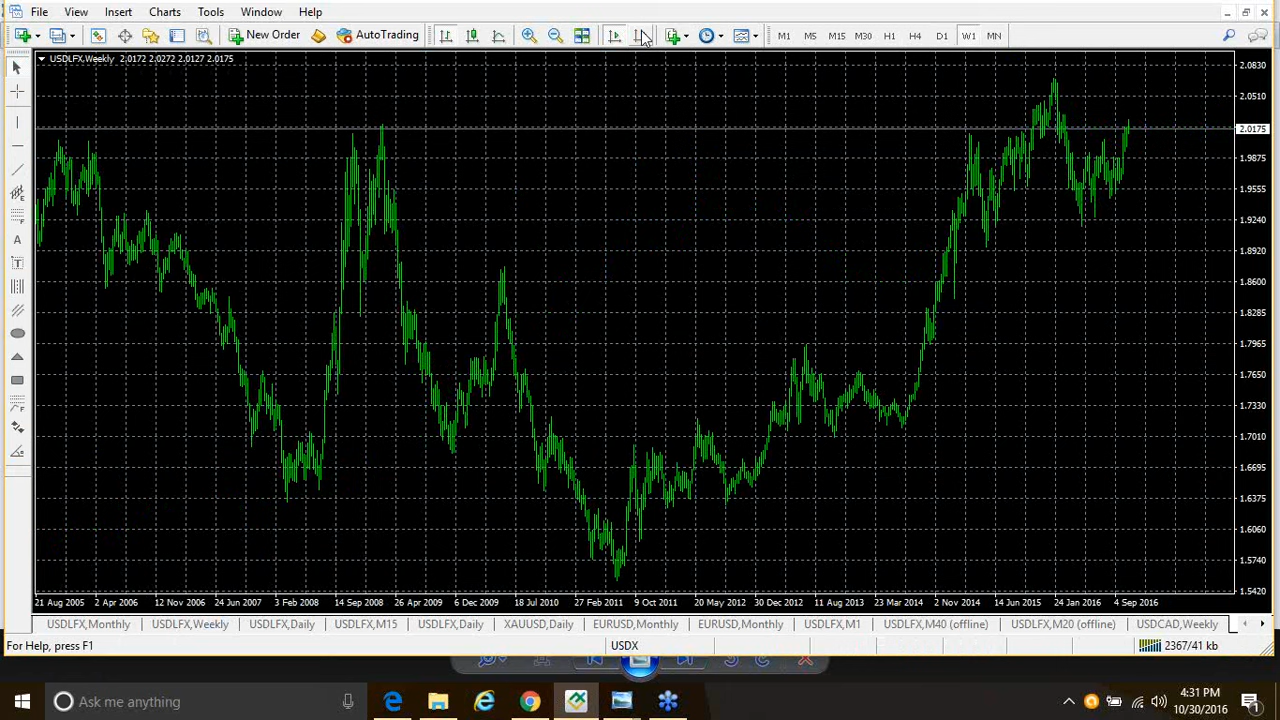 File View Insert Charts Tools Window Help
New Order AutoTrading M1 M5 M15 M30 H1 H4 D1 W1 MN
USDLFX,Weekly 2.0172 2.0272 2.0127 2.0175
2.0830
2.0510
2.0175
1.9875
1.9555
1.9240
1.8920
1.8600
1.8285
1.7965
1.7650
1.7330
1.7010
1.6695
1.6375
1.6060
1.5740
1.5420
21 Aug 2005 2 Apr 2006 12 Nov 2006 24 Jun 2007 3 Feb 2008 14 Sep 2008 26 Apr 2009 6 Dec 2009 18 Jul 2010 27 Feb 2011 9 Oct 2011 20 May 2012 30 Dec 2012 11 Aug 2013 23 Mar 2014 2 Nov 2014 14 Jun 2015 24 Jan 2016 4 Sep 2016
USDLFX,Monthly USDLFX,Weekly USDLFX,Daily USDLFX,M15 USDLFX,Daily XAUUSD,Daily EURUSD,Monthly EURUSD,Monthly USDLFX,M1 USDLFX,M40 (offline) USDLFX,M20 (offline) USDCAD,Weekly
For Help, press F1 USDX 2367/41 kb
Ask me anything
4:31 PM
10/30/2016